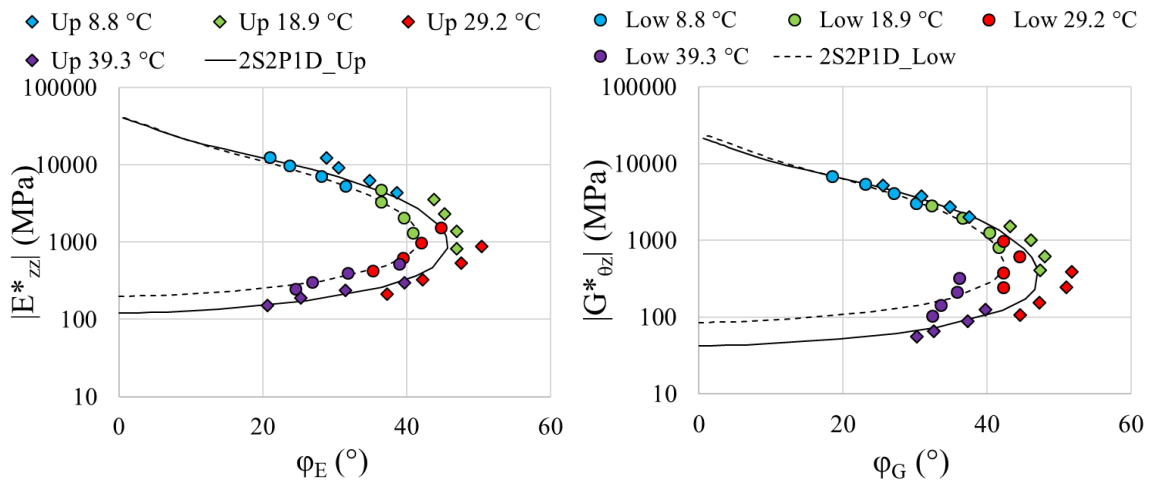 Up 8.8 °C Up 18.9 °C Up 29.2 °C
Up 39.3 °C 2S2P1D_Up
Low 8.8 °C Low 18.9 °C Low 29.2 °C
Low 39.3 °C 2S2P1D_Low
|E*zz| (MPa)
100000
10000
1000
100
10
0 20 40 60
φE (°)
|G*θz| (MPa)
100000
10000
1000
100
10
0 20 40 60
φG (°)